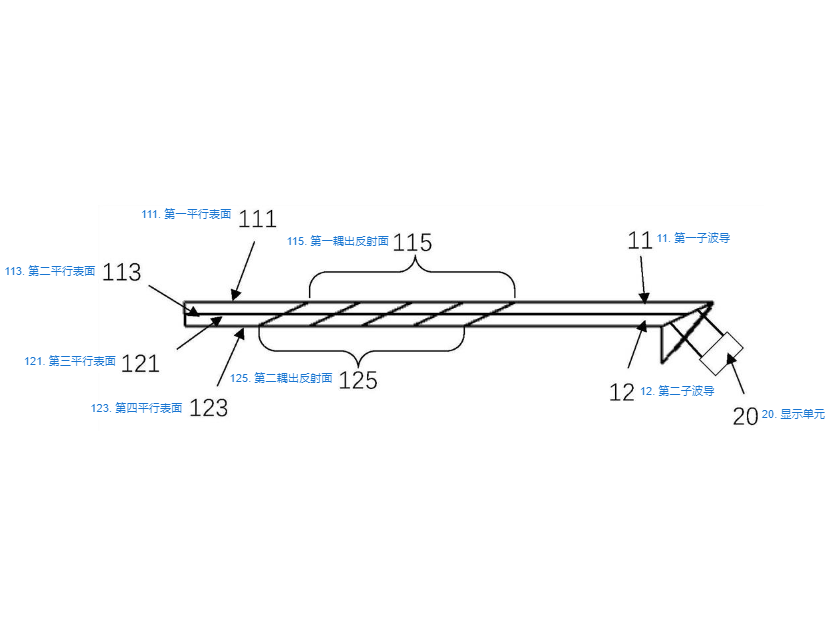 111. 第一平行表面 111
115. 第一耦出反射面 115
11 11. 第一子波导
113. 第二平行表面 113
121. 第三平行表面 121
125. 第二耦出反射面 125
12 12. 第二子波导
123. 第四平行表面 123
20 20. 显示单元